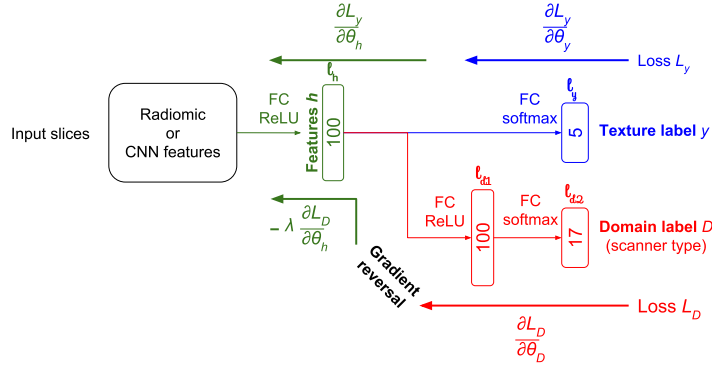 ∂L_y
∂θ_h
∂L_y
∂θ_y
Loss L_y
ℓ_h
ℓ_y
Input slices
Radiomic
or
CNN features
FC
ReLU
Features h
100
FC
softmax
5
Texture label y
ℓ_d1
ℓ_d2
FC
ReLU
100
FC
softmax
17
Domain label D
(scanner type)
− λ ∂L_D
∂θ_h
Gradient
reversal
Loss L_D
∂L_D
∂θ_D